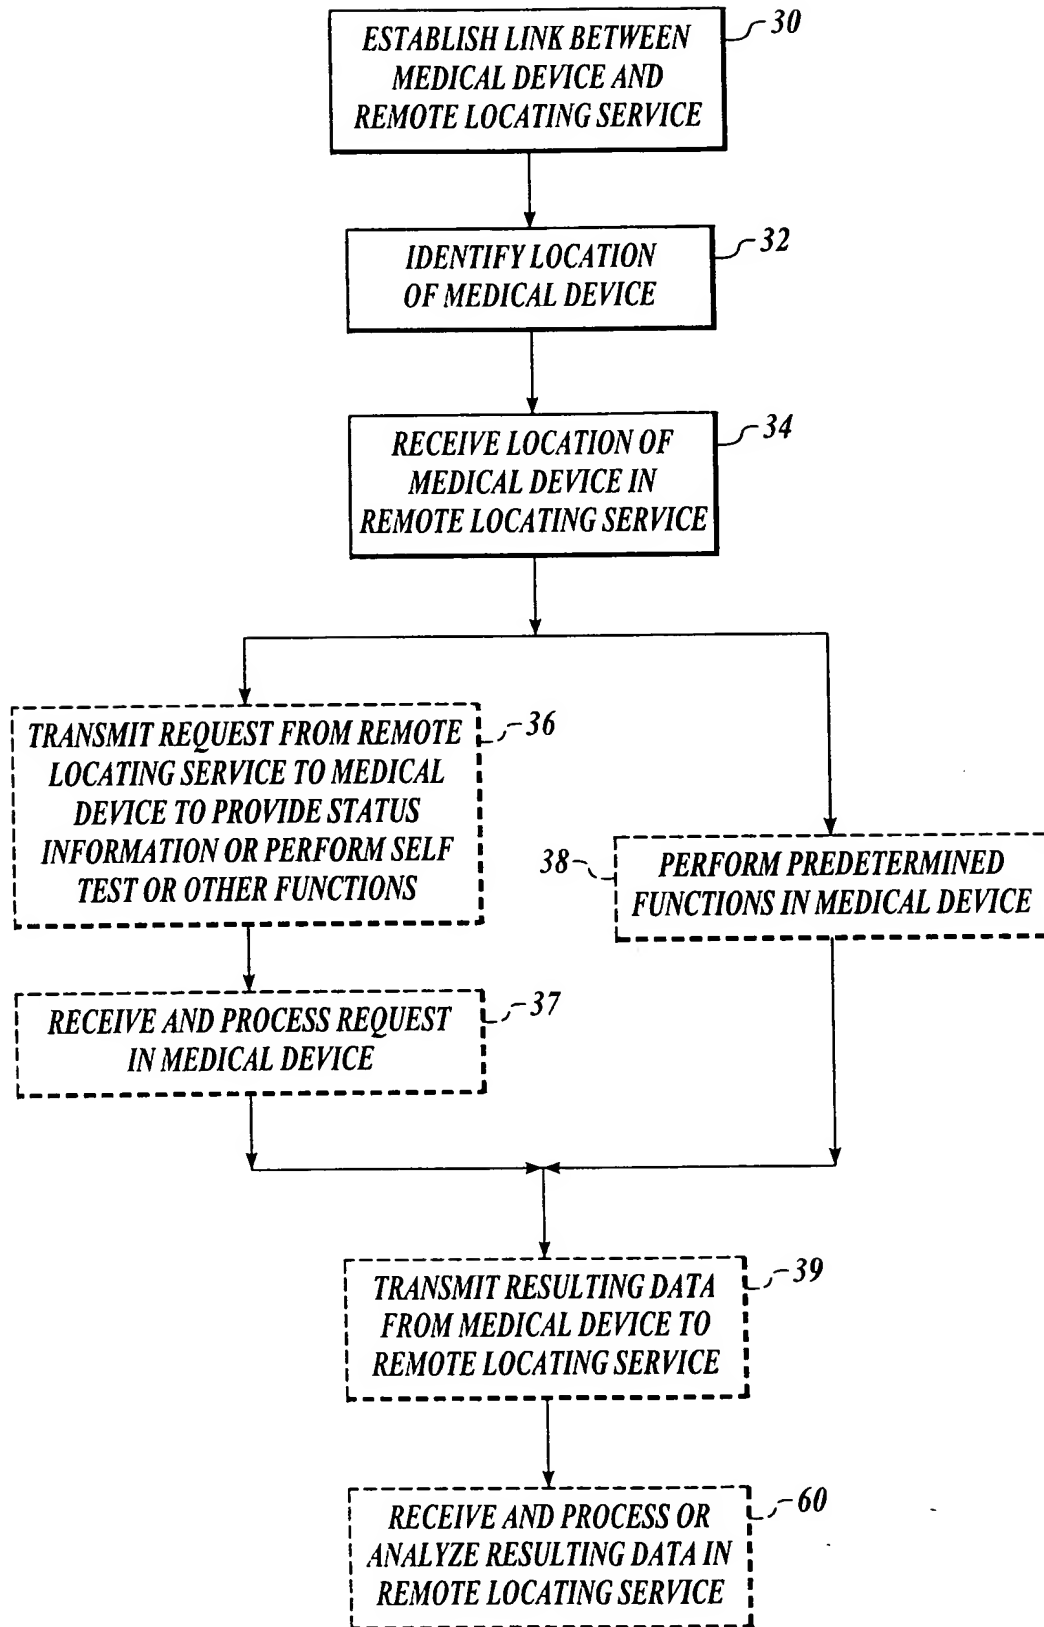 ESTABLISH LINK BETWEEN
MEDICAL DEVICE AND
REMOTE LOCATING SERVICE
30
IDENTIFY LOCATION
OF MEDICAL DEVICE
32
RECEIVE LOCATION OF
MEDICAL DEVICE IN
REMOTE LOCATING SERVICE
34
TRANSMIT REQUEST FROM REMOTE
LOCATING SERVICE TO MEDICAL
DEVICE TO PROVIDE STATUS
INFORMATION OR PERFORM SELF
TEST OR OTHER FUNCTIONS
36
38
PERFORM PREDETERMINED
FUNCTIONS IN MEDICAL DEVICE
RECEIVE AND PROCESS REQUEST
IN MEDICAL DEVICE
37
TRANSMIT RESULTING DATA
FROM MEDICAL DEVICE TO
REMOTE LOCATING SERVICE
39
RECEIVE AND PROCESS OR
ANALYZE RESULTING DATA IN
REMOTE LOCATING SERVICE
60